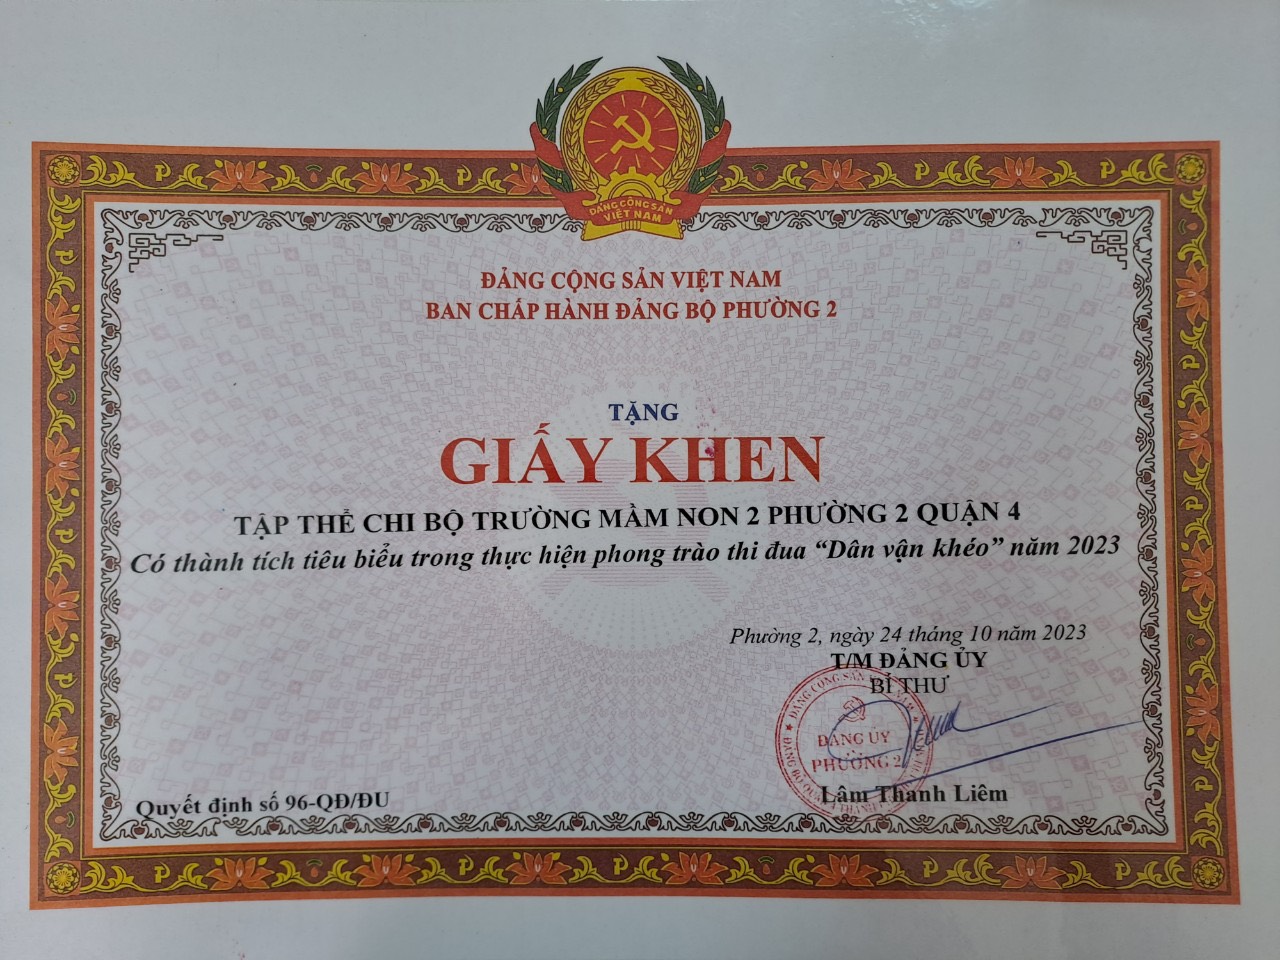 ĐẢNG CỘNG SẢN
VIỆT NAM
ĐẢNG CỘNG SẢN VIỆT NAM
BAN CHẤP HÀNH ĐẢNG BỘ PHƯỜNG 2
TẶNG
GIẤY KHEN
TẬP THỂ CHI BỘ TRƯỜNG MẦM NON 2 PHƯỜNG 2 QUẬN 4
Có thành tích tiêu biểu trong thực hiện phong trào thi đua “Dân vận khéo” năm 2023
Phường 2, ngày 24 tháng 10 năm 2023
T/M ĐẢNG ỦY
BÍ THƯ
ĐẢNG ỦY
PHƯỜNG 2
Lâm Thanh Liêm
Quyết định số 96-QĐ/ĐU